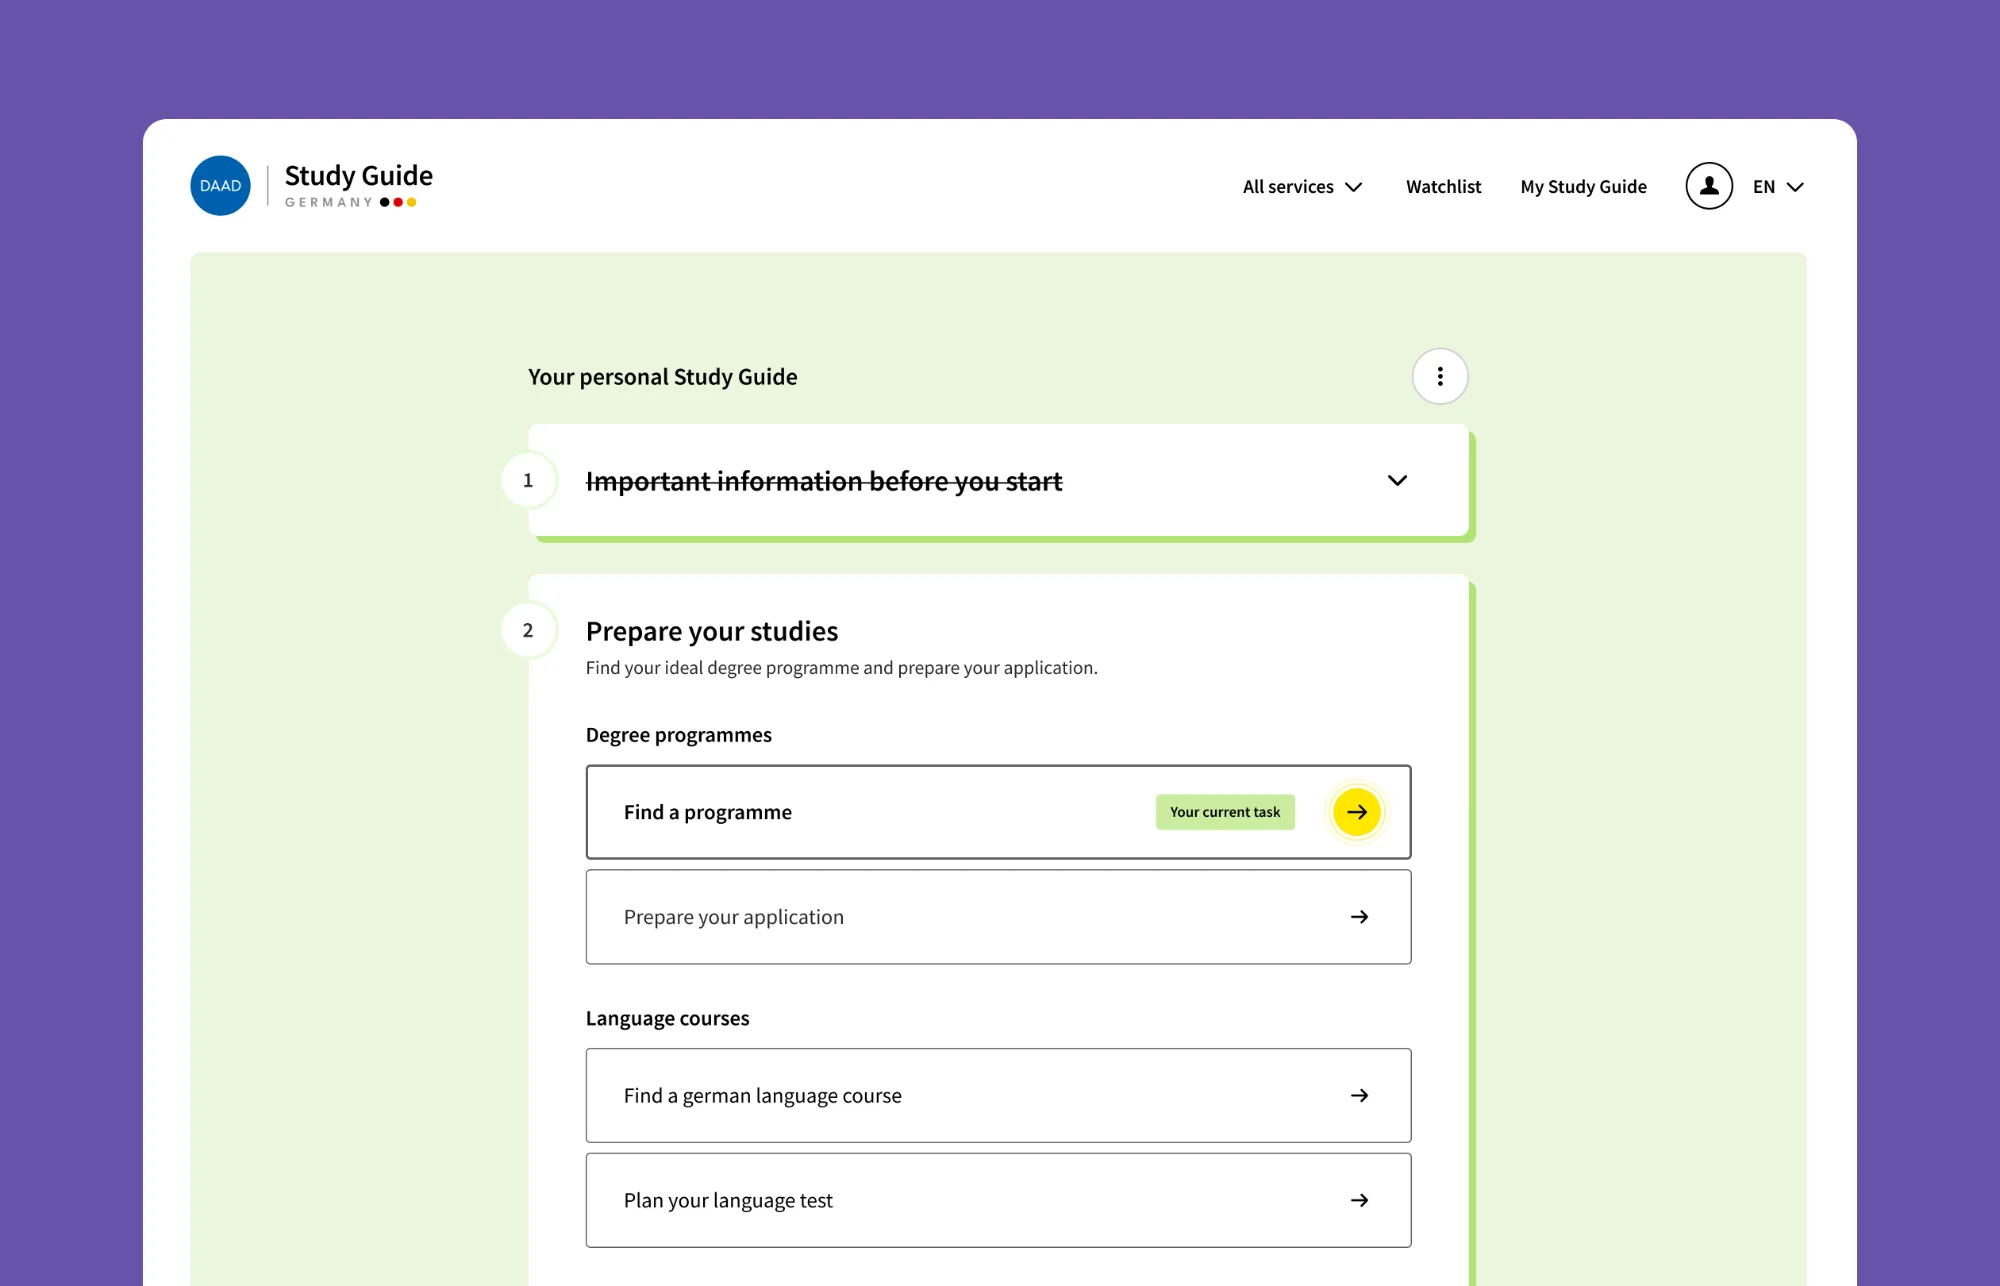 DAAD
Study Guide
GERMANY
All services
Watchlist
My Study Guide
EN
Your personal Study Guide
1
Important information before you start
2
Prepare your studies
Find your ideal degree programme and prepare your application.
Degree programmes
Find a programme
Your current task
Prepare your application
Language courses
Find a german language course
Plan your language test